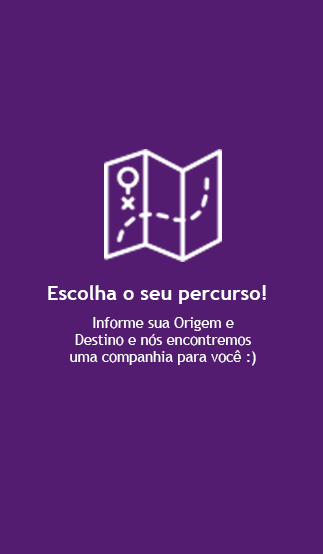 Escolha o seu percurso!
Informe sua Origem e
Destino e nós encontremos
uma companhia para você :)